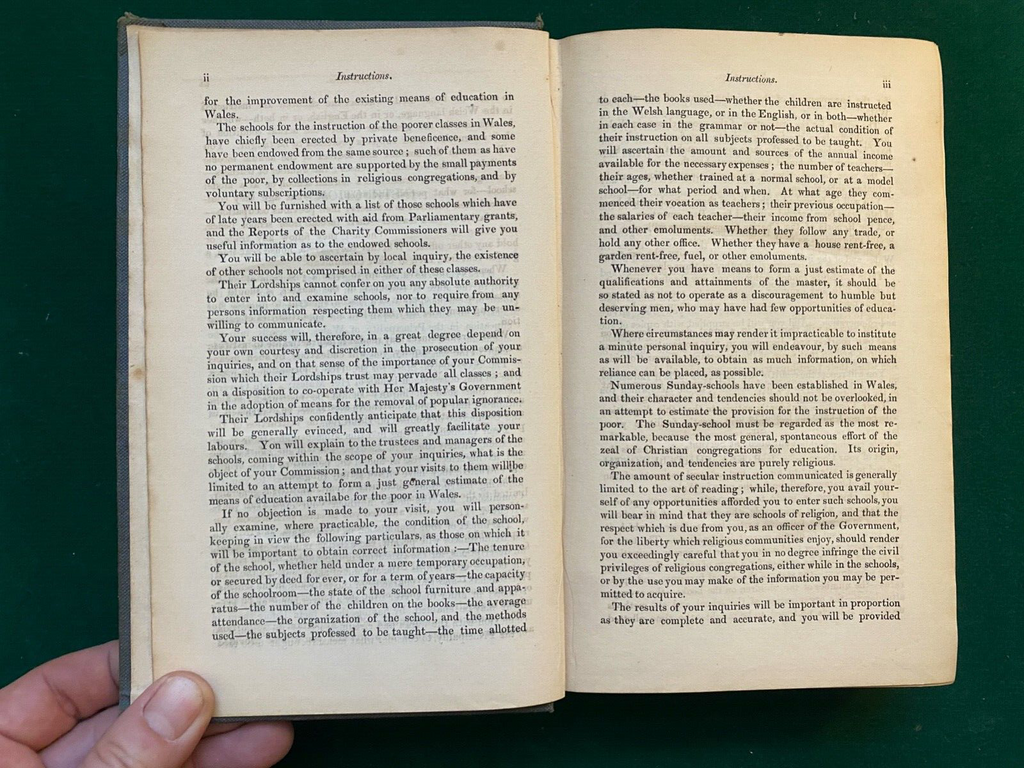 ii
Instructions.
for the improvement of the existing means of education in
Wales.
The schools for the instruction of the poorer classes in Wales,
have chiefly been erected by private beneficence, and some
have been endowed from the same source ; such of them as have
no permanent endowment are supported by the small payments
of the poor, by collections in religious congregations, and by
voluntary subscriptions.
You will be furnished with a list of those schools which have
of late years been erected with aid from Parliamentary grants,
and the Reports of the Charity Commissioners will give you
useful information as to the endowed schools.
You will be able to ascertain by local inquiry, the existence
of other schools not comprised in either of these classes.
Their Lordships cannot confer on you any absolute authority
to enter into and examine schools, nor to require from any
persons information respecting them which they may be un-
willing to communicate.
Your success will, therefore, in a great degree depend on
your own courtesy and discretion in the prosecution of your
inquiries, and on that sense of the importance of your Commis-
sion which their Lordships trust may pervade all classes ; and
on a disposition to co-operate with Her Majesty's Government
in the adoption of means for the removal of popular ignorance.
Their Lordships confidently anticipate that this disposition
will be generally evinced, and will greatly facilitate your
labours. You will explain to the trustees and managers of the
schools, coming within the scope of your inquiries, what is the
object of your Commission ; and that your visits to them will be
limited to an attempt to form a just general estimate of the
means of education availabe for the poor in Wales.
If no objection is made to your visit, you will person-
ally examine, where practicable, the condition of the school,
keeping in view the following particulars, as those on which it
will be important to obtain correct information :—The tenure
of the school, whether held under a mere temporary occupation,
or secured by deed for ever, or for a term of years—the capacity
of the schoolroom—the state of the school furniture and appa-
ratus—the number of the children on the books—the average
attendance—the organization of the school, and the methods
used—the subjects professed to be taught—the time allotted
Instructions.
iii
to each—the books used—whether the children are instructed
in the Welsh language, or in the English, or in both—whether
in each case in the grammar or not—the actual condition of
their instruction on all subjects professed to be taught. You
will ascertain the amount and sources of the annual income
available for the necessary expenses ; the number of teachers—
their ages, whether trained at a normal school, or at a model
school—for what period and when. At what age they com-
menced their vocation as teachers ; their previous occupation—
the salaries of each teacher—their income from school pence,
and other emoluments. Whether they follow any trade, or
hold any other office. Whether they have a house rent-free, a
garden rent-free, fuel, or other emoluments.
Whenever you have means to form a just estimate of the
qualifications and attainments of the master, it should be
so stated as not to operate as a discouragement to humble but
deserving men, who may have had few opportunities of educa-
tion.
Where circumstances may render it impracticable to institute
a minute personal inquiry, you will endeavour, by such means
as will be available, to obtain as much information, on which
reliance can be placed, as possible.
Numerous Sunday-schools have been established in Wales,
and their character and tendencies should not be overlooked, in
an attempt to estimate the provision for the instruction of the
poor. The Sunday-school must be regarded as the most re-
markable, because the most general, spontaneous effort of the
zeal of Christian congregations for education. Its origin,
organization, and tendencies are purely religious.
The amount of secular instruction communicated is generally
limited to the art of reading ; while, therefore, you avail your-
self of any opportunities afforded you to enter such schools, you
will bear in mind that they are schools of religion, and that the
respect which is due from you, as an officer of the Government,
for the liberty which religious communities enjoy, should render
you exceedingly careful that you in no degree infringe the civil
privileges of religious congregations, either while in the schools,
or by the use you may make of the information you may be per-
mitted to acquire.
The results of your inquiries will be important in proportion
as they are complete and accurate, and you will be provided